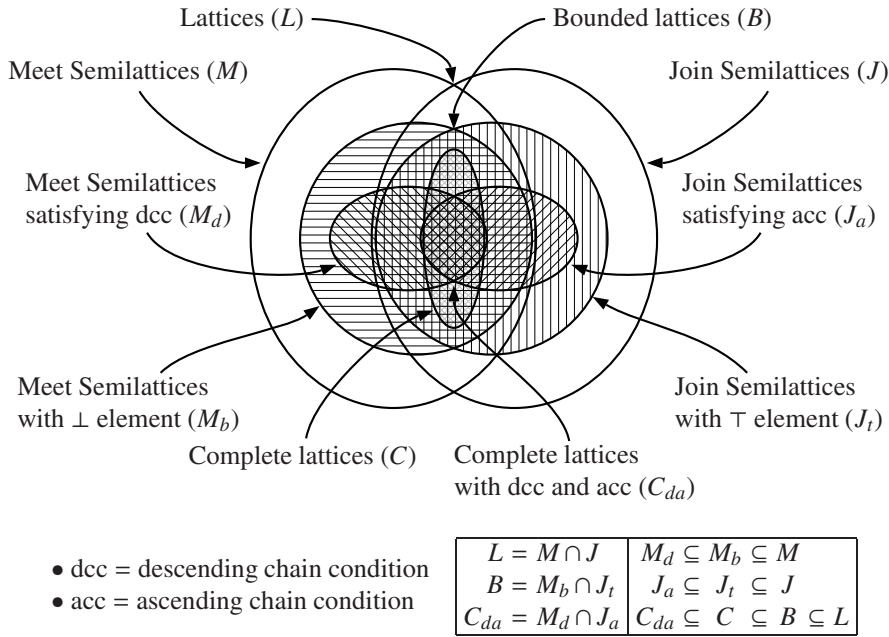 Lattices (L)
Bounded lattices (B)
Meet Semilattices (M)
Join Semilattices (J)
Meet Semilattices
satisfying dcc (M_d)
Join Semilattices
satisfying acc (J_a)
Meet Semilattices
with ⊥ element (M_b)
Join Semilattices
with ⊤ element (J_t)
Complete lattices (C)
Complete lattices
with dcc and acc (C_da)
• dcc = descending chain condition
• acc = ascending chain condition
L = M ∩ J
M_d ⊆ M_b ⊆ M
B = M_b ∩ J_t
J_a ⊆ J_t ⊆ J
C_da = M_d ∩ J_a
C_da ⊆ C ⊆ B ⊆ L